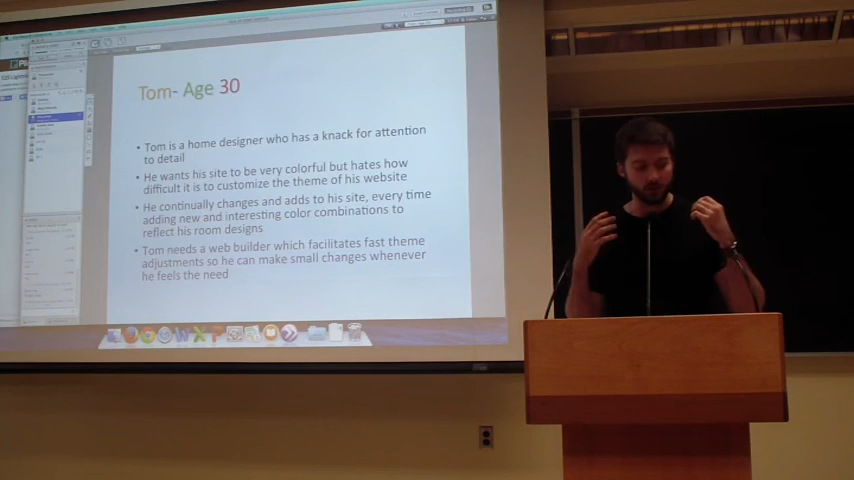 Tom- Age 30
• Tom is a home designer who has a knack for attention
to detail
• He wants his site to be very colorful but hates how
difficult it is to customize the theme of his website
• He continually changes and adds to his site, every time
adding new and interesting color combinations to
reflect his room designs
• Tom needs a web builder which facilitates fast theme
adjustments so he can make small changes whenever
he feels the need